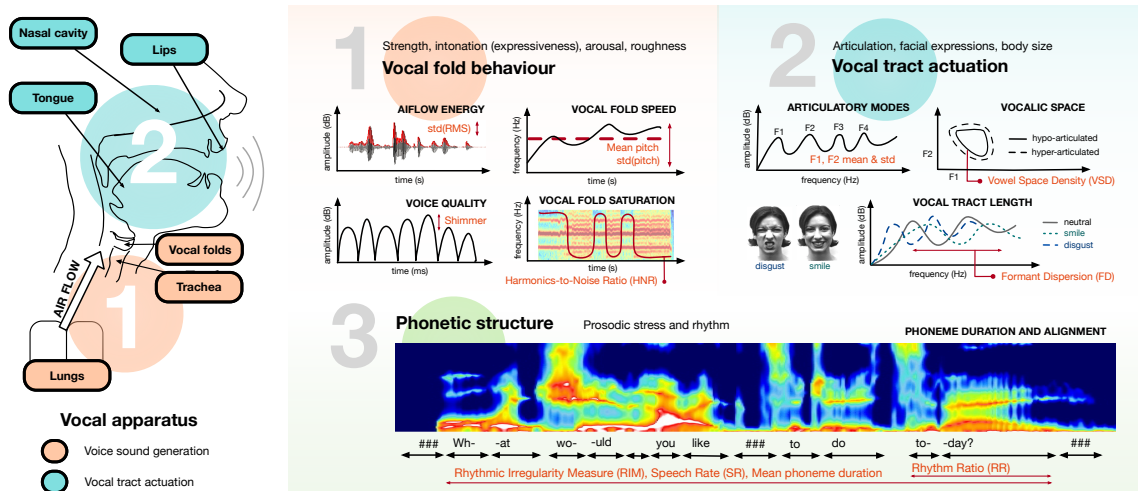 Nasal cavity
Lips
Tongue
2
Vocal folds
Trachea
AIR FLOW
1
Lungs
Vocal apparatus
Voice sound generation
Vocal tract actuation
1
Strength, intonation (expressiveness), arousal, roughness
Vocal fold behaviour
AIFLOW ENERGY
amplitude (dB)
std(RMS)
time (s)
VOCAL FOLD SPEED
frequency (Hz)
Mean pitch
std(pitch)
time (s)
VOICE QUALITY
amplitude (dB)
Shimmer
time (ms)
VOCAL FOLD SATURATION
frequency (Hz)
time (s)
Harmonics-to-Noise Ratio (HNR)
2
Articulation, facial expressions, body size
Vocal tract actuation
ARTICULATORY MODES
amplitude (dB)
F1 F2 F3 F4
F1, F2 mean & std
frequency (Hz)
VOCALIC SPACE
F2
F1
hypo-articulated
hyper-articulated
Vowel Space Density (VSD)
disgust
smile
VOCAL TRACT LENGTH
amplitude (dB)
neutral
smile
disgust
frequency (Hz)
Formant Dispersion (FD)
3
Phonetic structure
Prosodic stress and rhythm
PHONEME DURATION AND ALIGNMENT
### Wh- -at wo- -uld you like ### to do to- -day? ###
Rhythmic Irregularity Measure (RIM), Speech Rate (SR), Mean phoneme duration
Rhythm Ratio (RR)